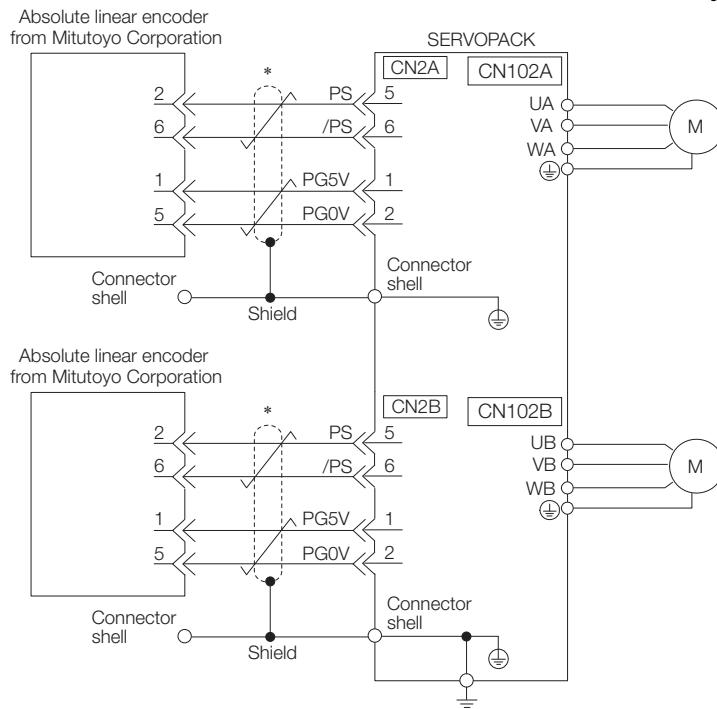 Absolute linear encoder
from Mitutoyo Corporation
SERVOPACK
*
CN2A
CN102A
2
PS
5
UA
6
/PS
6
VA
WA
M
1
PG5V
1
5
PG0V
2
Connector
shell
Connector
shell
Shield
Absolute linear encoder
from Mitutoyo Corporation
*
CN2B
CN102B
2
PS
5
UB
6
/PS
6
VB
WB
M
1
PG5V
1
5
PG0V
2
Connector
shell
Connector
shell
Shield